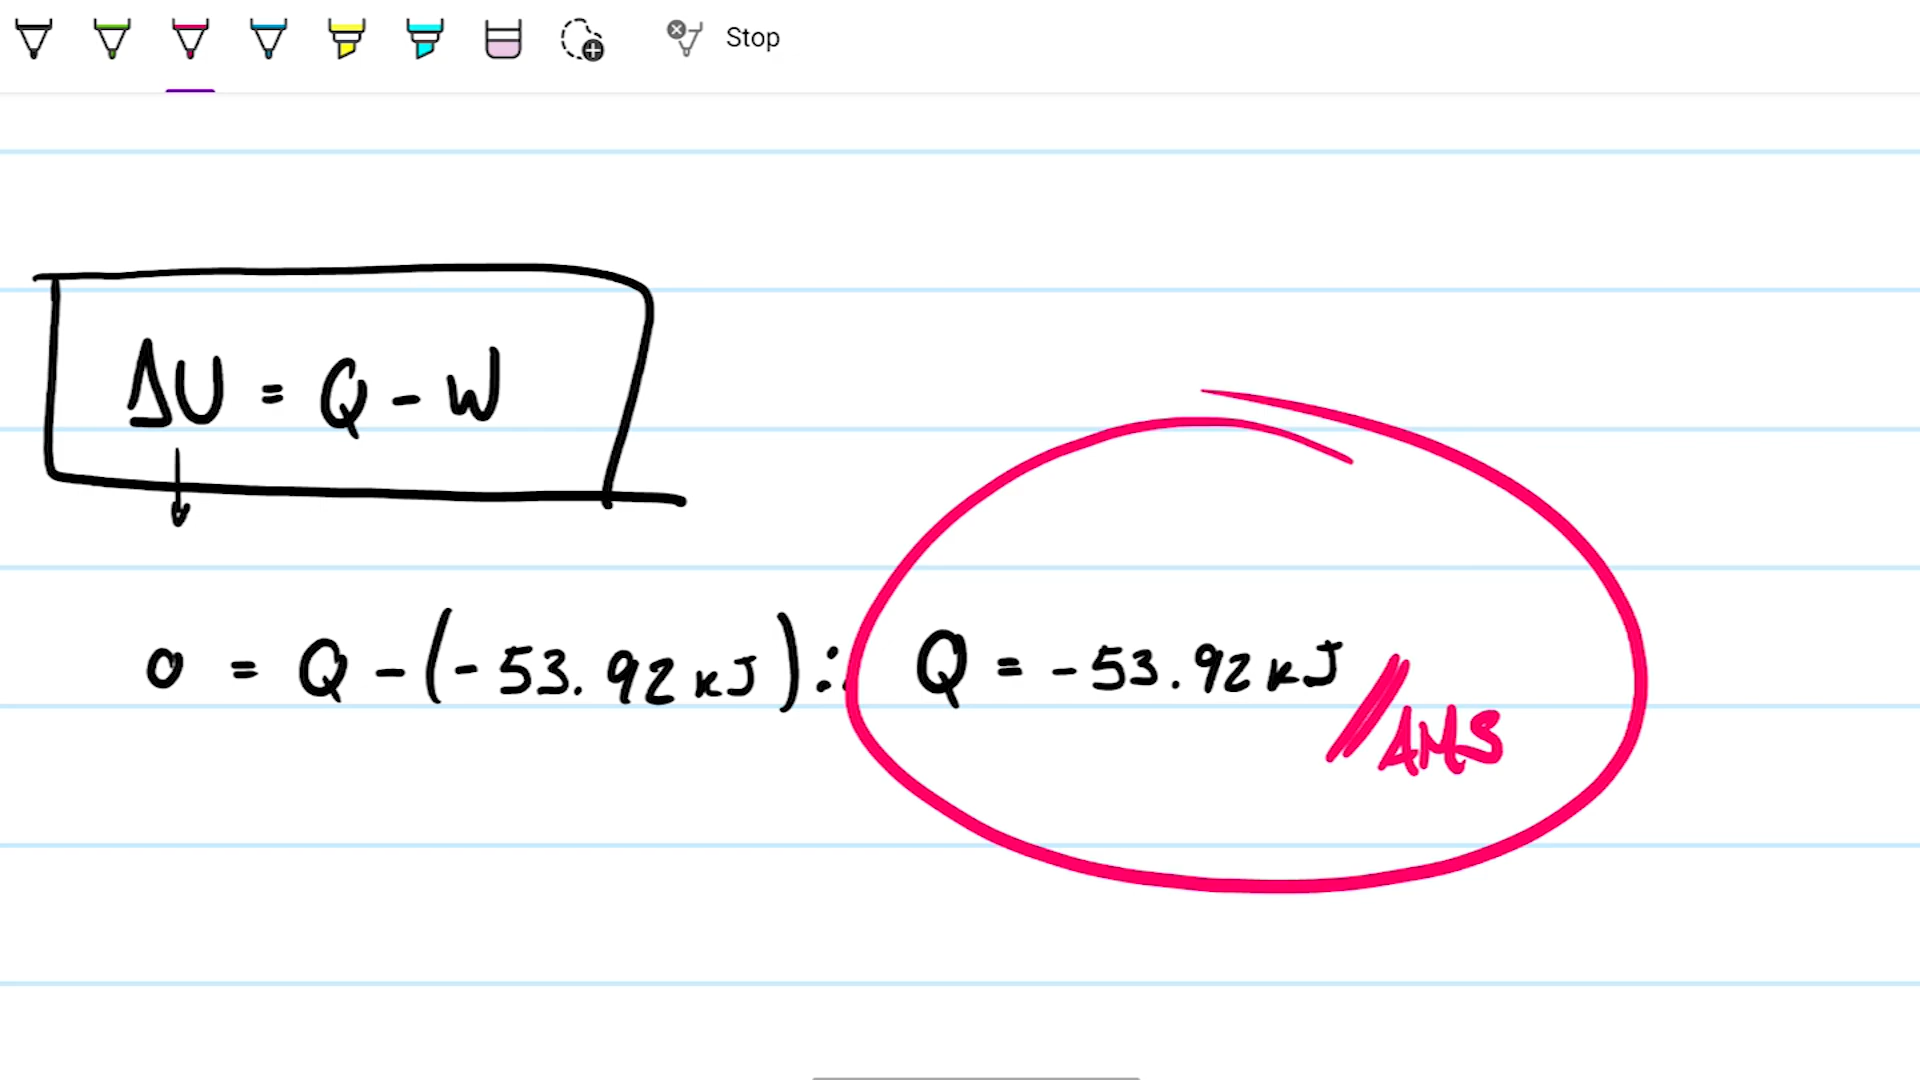 Stop
ΔU = Q - W
0 = Q - (-53.92 kJ) ∴ Q = -53.92 kJ
ANS